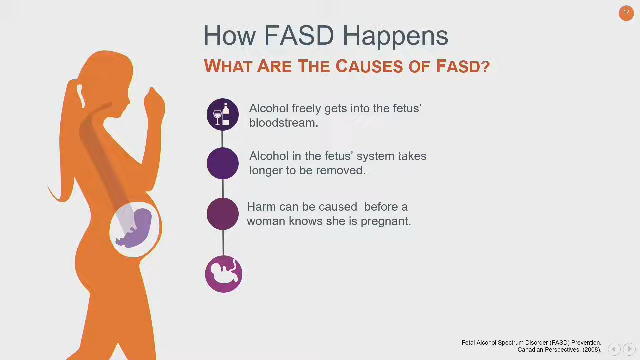 How FASD Happens
WHAT ARE THE CAUSES OF FASD?
Alcohol freely gets into the fetus'
bloodstream.
Alcohol in the fetus' system takes
longer to be removed.
Harm can be caused before a
woman knows she is pregnant.
Fetal Alcohol Spectrum Disorder (FASD) Prevention.
Canadian Perspectives. (2008).